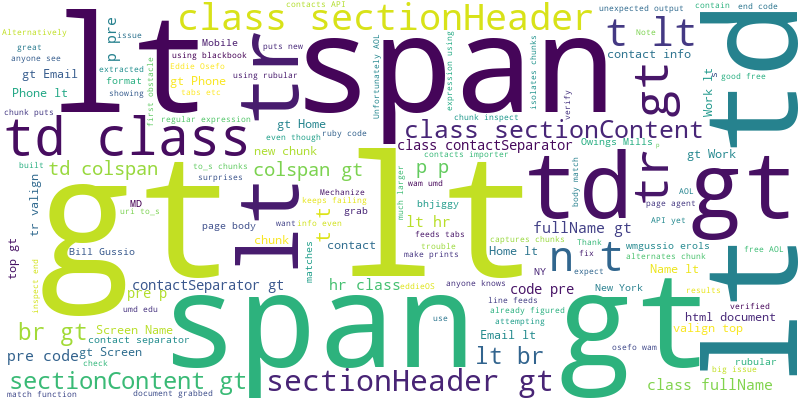 contacts API
unexpected output
contain
end code
class sectionHeader
Alternatively
great
issue
p pre
Mobile
using blackbook
puts new
lt
span
t lt
Note
anyone see
extracted
Eddie Osefo
Unfortunately AOL
expression using
isolates chunks
contact info
td
gt Email
format
gt Phone
using rubular
good free
Phone lt
showing
first obstacle
tabs etc
tr
verify
gt
Work lt
chunk puts
regular expression
chunk inspect
td class
gt Home
even though
ruby code
class sectionContent
class contactSeparator
Owings Mills
new chunk
contacts importer
p
gt Work
td colspan
to_s chunks
colspan gt
p p
td
tr
body match
gt
built
surprises
wam umd
AOL
tr valign
MD
uri to_s
Mechanize
keeps failing
much larger
bhjiggy
page agent
gt
lt
grab
lt
lt hr
fullName gt
API yet
page body
want
info even
t
captures chunks
Thank
wmgussio erols
lt
top gt
Bill Gussio
chunk
contact
feeds tabs
trouble
Home lt
n t
fix
alternates chunk
free AOL
matches
make prints
inspect end
contactSeparator gt
hr class
eddieOS
anyone knows
NY
expect
Name lt
pre p
code pre
New York
results
umd edu
span
line feeds
gt
verified
br gt
Screen Name
use
already figured
html document
contact separator
attempting
Email lt
valign top
pre code
gt Screen
lt br
osefo wam
rubular
check
big issue
sectionContent gt
sectionHeader gt
class fullName
match function
document grabbed